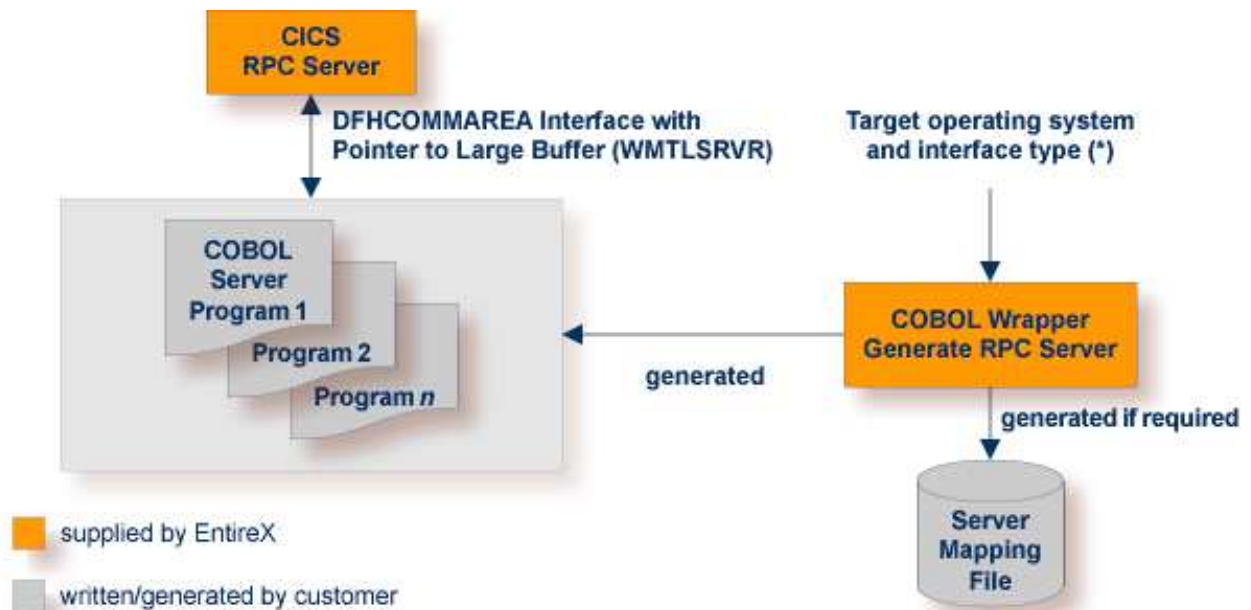 CICS
RPC Server
DFHCOMMAREA Interface with
Pointer to Large Buffer (WMTLSRVR)
Target operating system
and interface type (*)
COBOL
Server
Program 1
Program 2
Program n
COBOL Wrapper
Generate RPC Server
generated
generated if required
Server
Mapping
File
supplied by EntireX
written/generated by customer